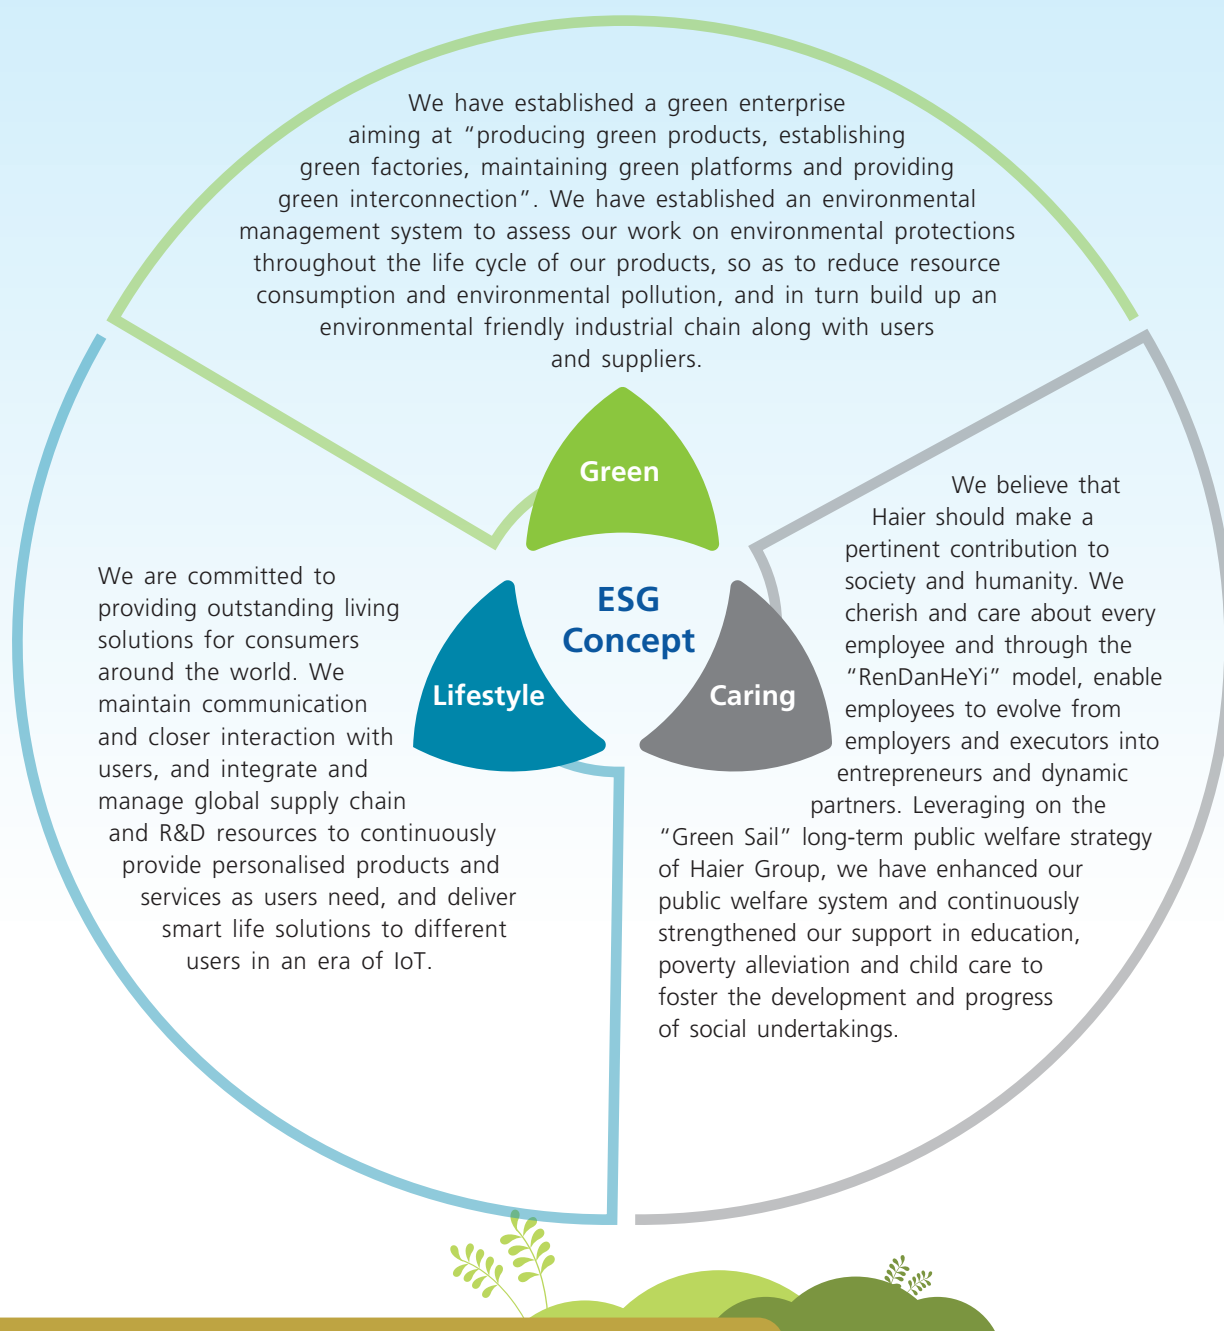 We have established a green enterprise
aiming at “producing green products, establishing
green factories, maintaining green platforms and providing
green interconnection”. We have established an environmental
management system to assess our work on environmental protections
throughout the life cycle of our products, so as to reduce resource
consumption and environmental pollution, and in turn build up an
environmental friendly industrial chain along with users
and suppliers.
Green
ESG
Concept
Lifestyle
Caring
We are committed to
providing outstanding living
solutions for consumers
around the world. We
maintain communication
and closer interaction with
users, and integrate and
manage global supply chain
and R&D resources to continuously
provide personalised products and
services as users need, and deliver
smart life solutions to different
users in an era of IoT.
We believe that
Haier should make a
pertinent contribution to
society and humanity. We
cherish and care about every
employee and through the
“RenDanHeYi” model, enable
employees to evolve from
employers and executors into
entrepreneurs and dynamic
partners. Leveraging on the
“Green Sail” long-term public welfare strategy
of Haier Group, we have enhanced our
public welfare system and continuously
strengthened our support in education,
poverty alleviation and child care to
foster the development and progress
of social undertakings.